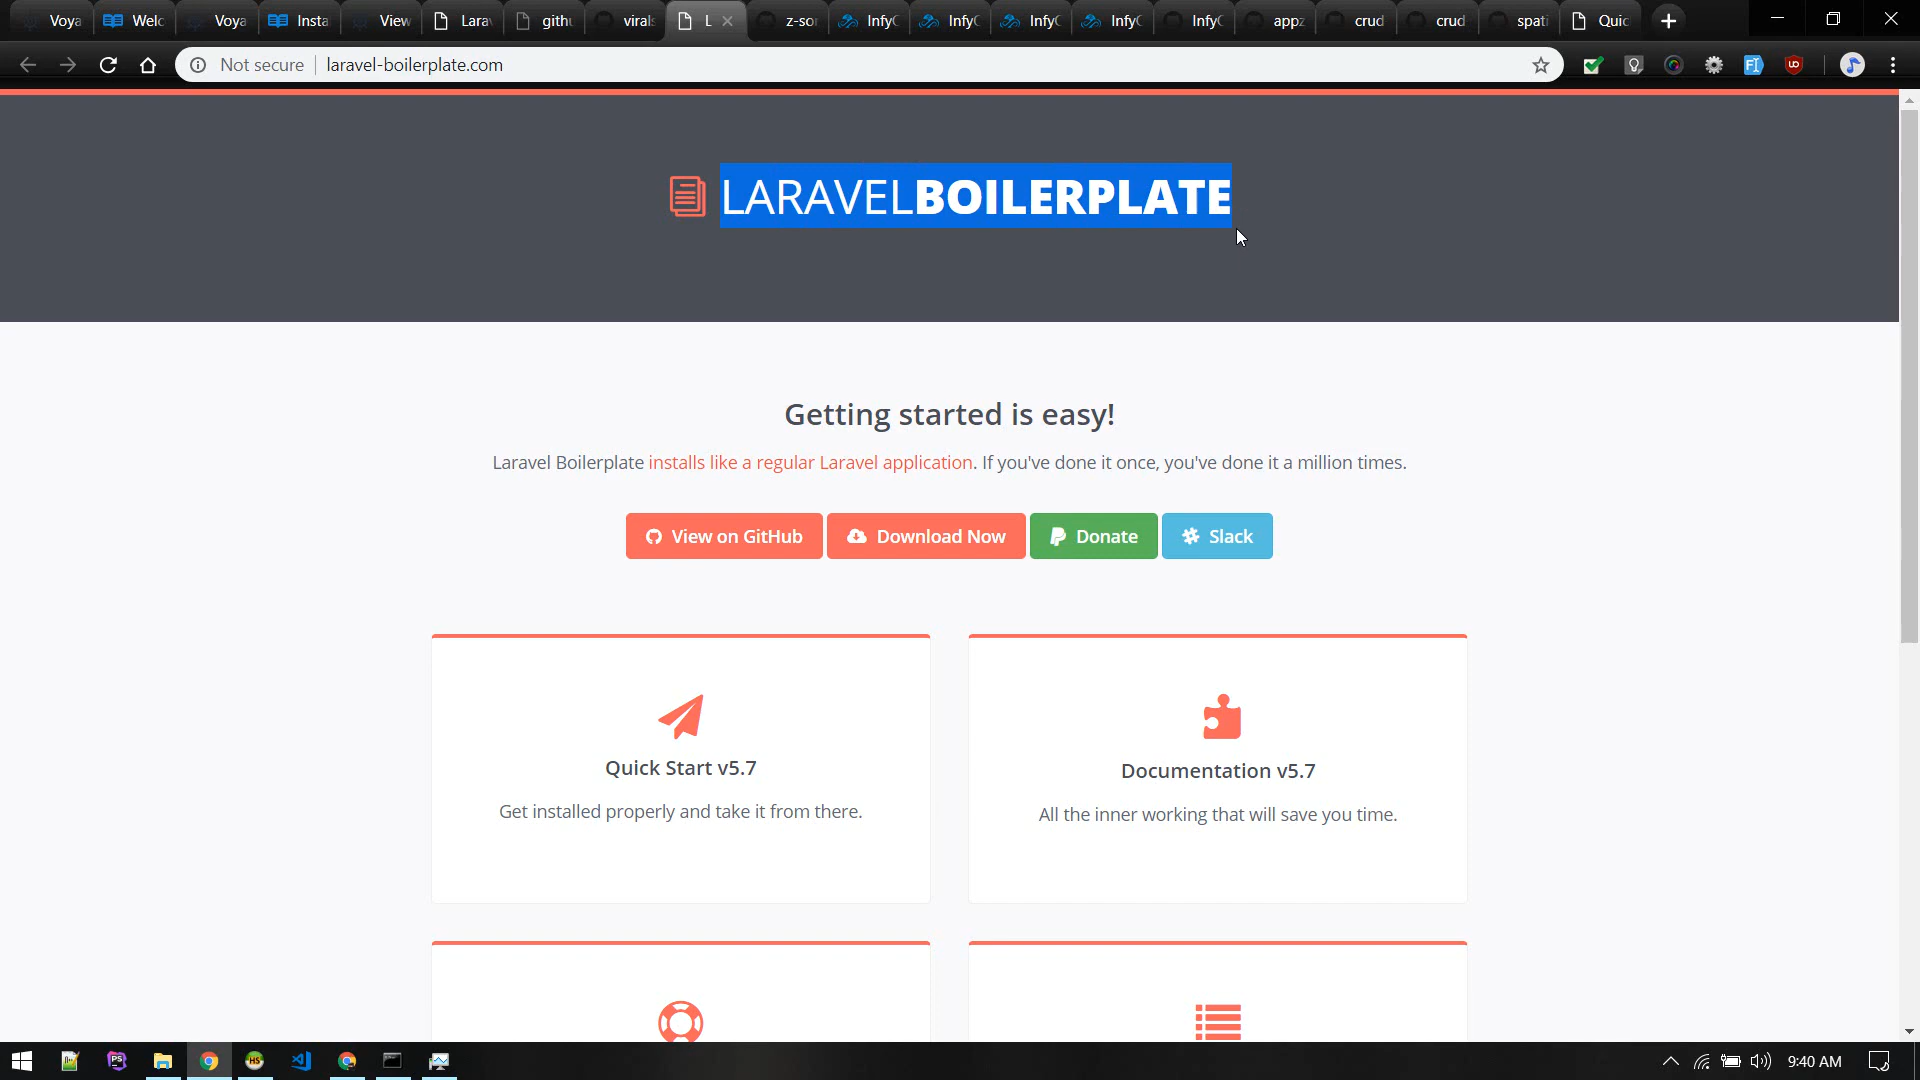 Voya
Welc
Voya
Insta
View
Larav
githu
virals
L
z-sor
InfyC
InfyC
InfyC
InfyC
InfyC
appz
crud
crud
spati
Quic
Not secure
laravel-boilerplate.com
LARAVELBOILERPLATE
Getting started is easy!
Laravel Boilerplate installs like a regular Laravel application. If you've done it once, you've done it a million times.
View on GitHub
Download Now
Donate
Slack
Quick Start v5.7
Get installed properly and take it from there.
Documentation v5.7
All the inner working that will save you time.
9:40 AM